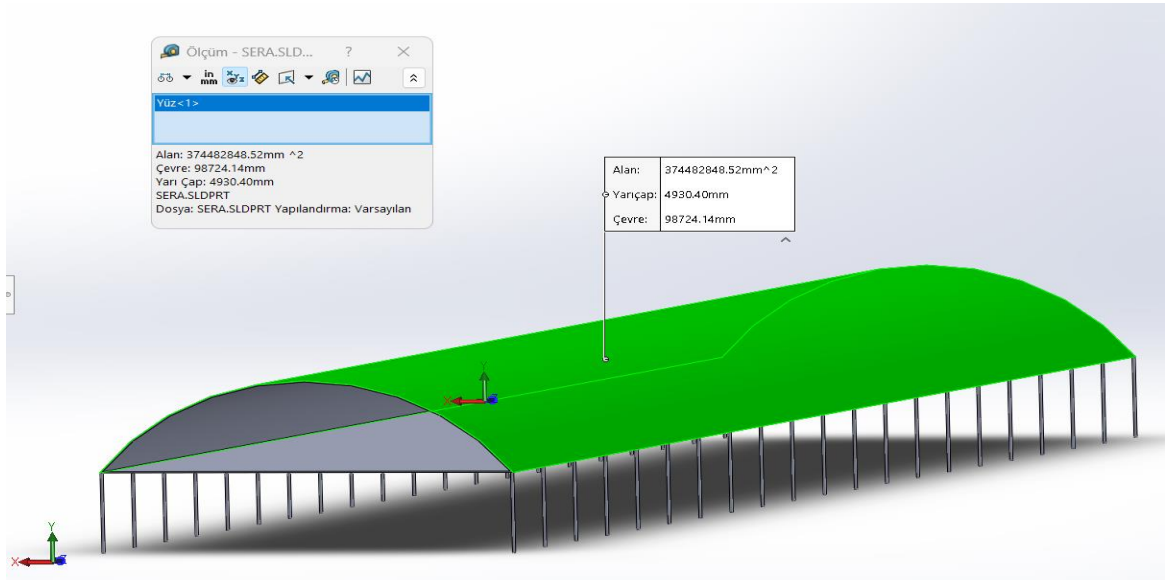 Ölçüm - SERA.SLD... ?
in
mm
Yüz<1>
Alan: 374482848.52mm ^2
Çevre: 98724.14mm
Yarı Çap: 4930.40mm
SERA.SLDPRT
Dosya: SERA.SLDPRT Yapılandırma: Varsayılan
Alan: 374482848.52mm^2
Yarıçap: 4930.40mm
Çevre: 98724.14mm
Y
X
Y
X